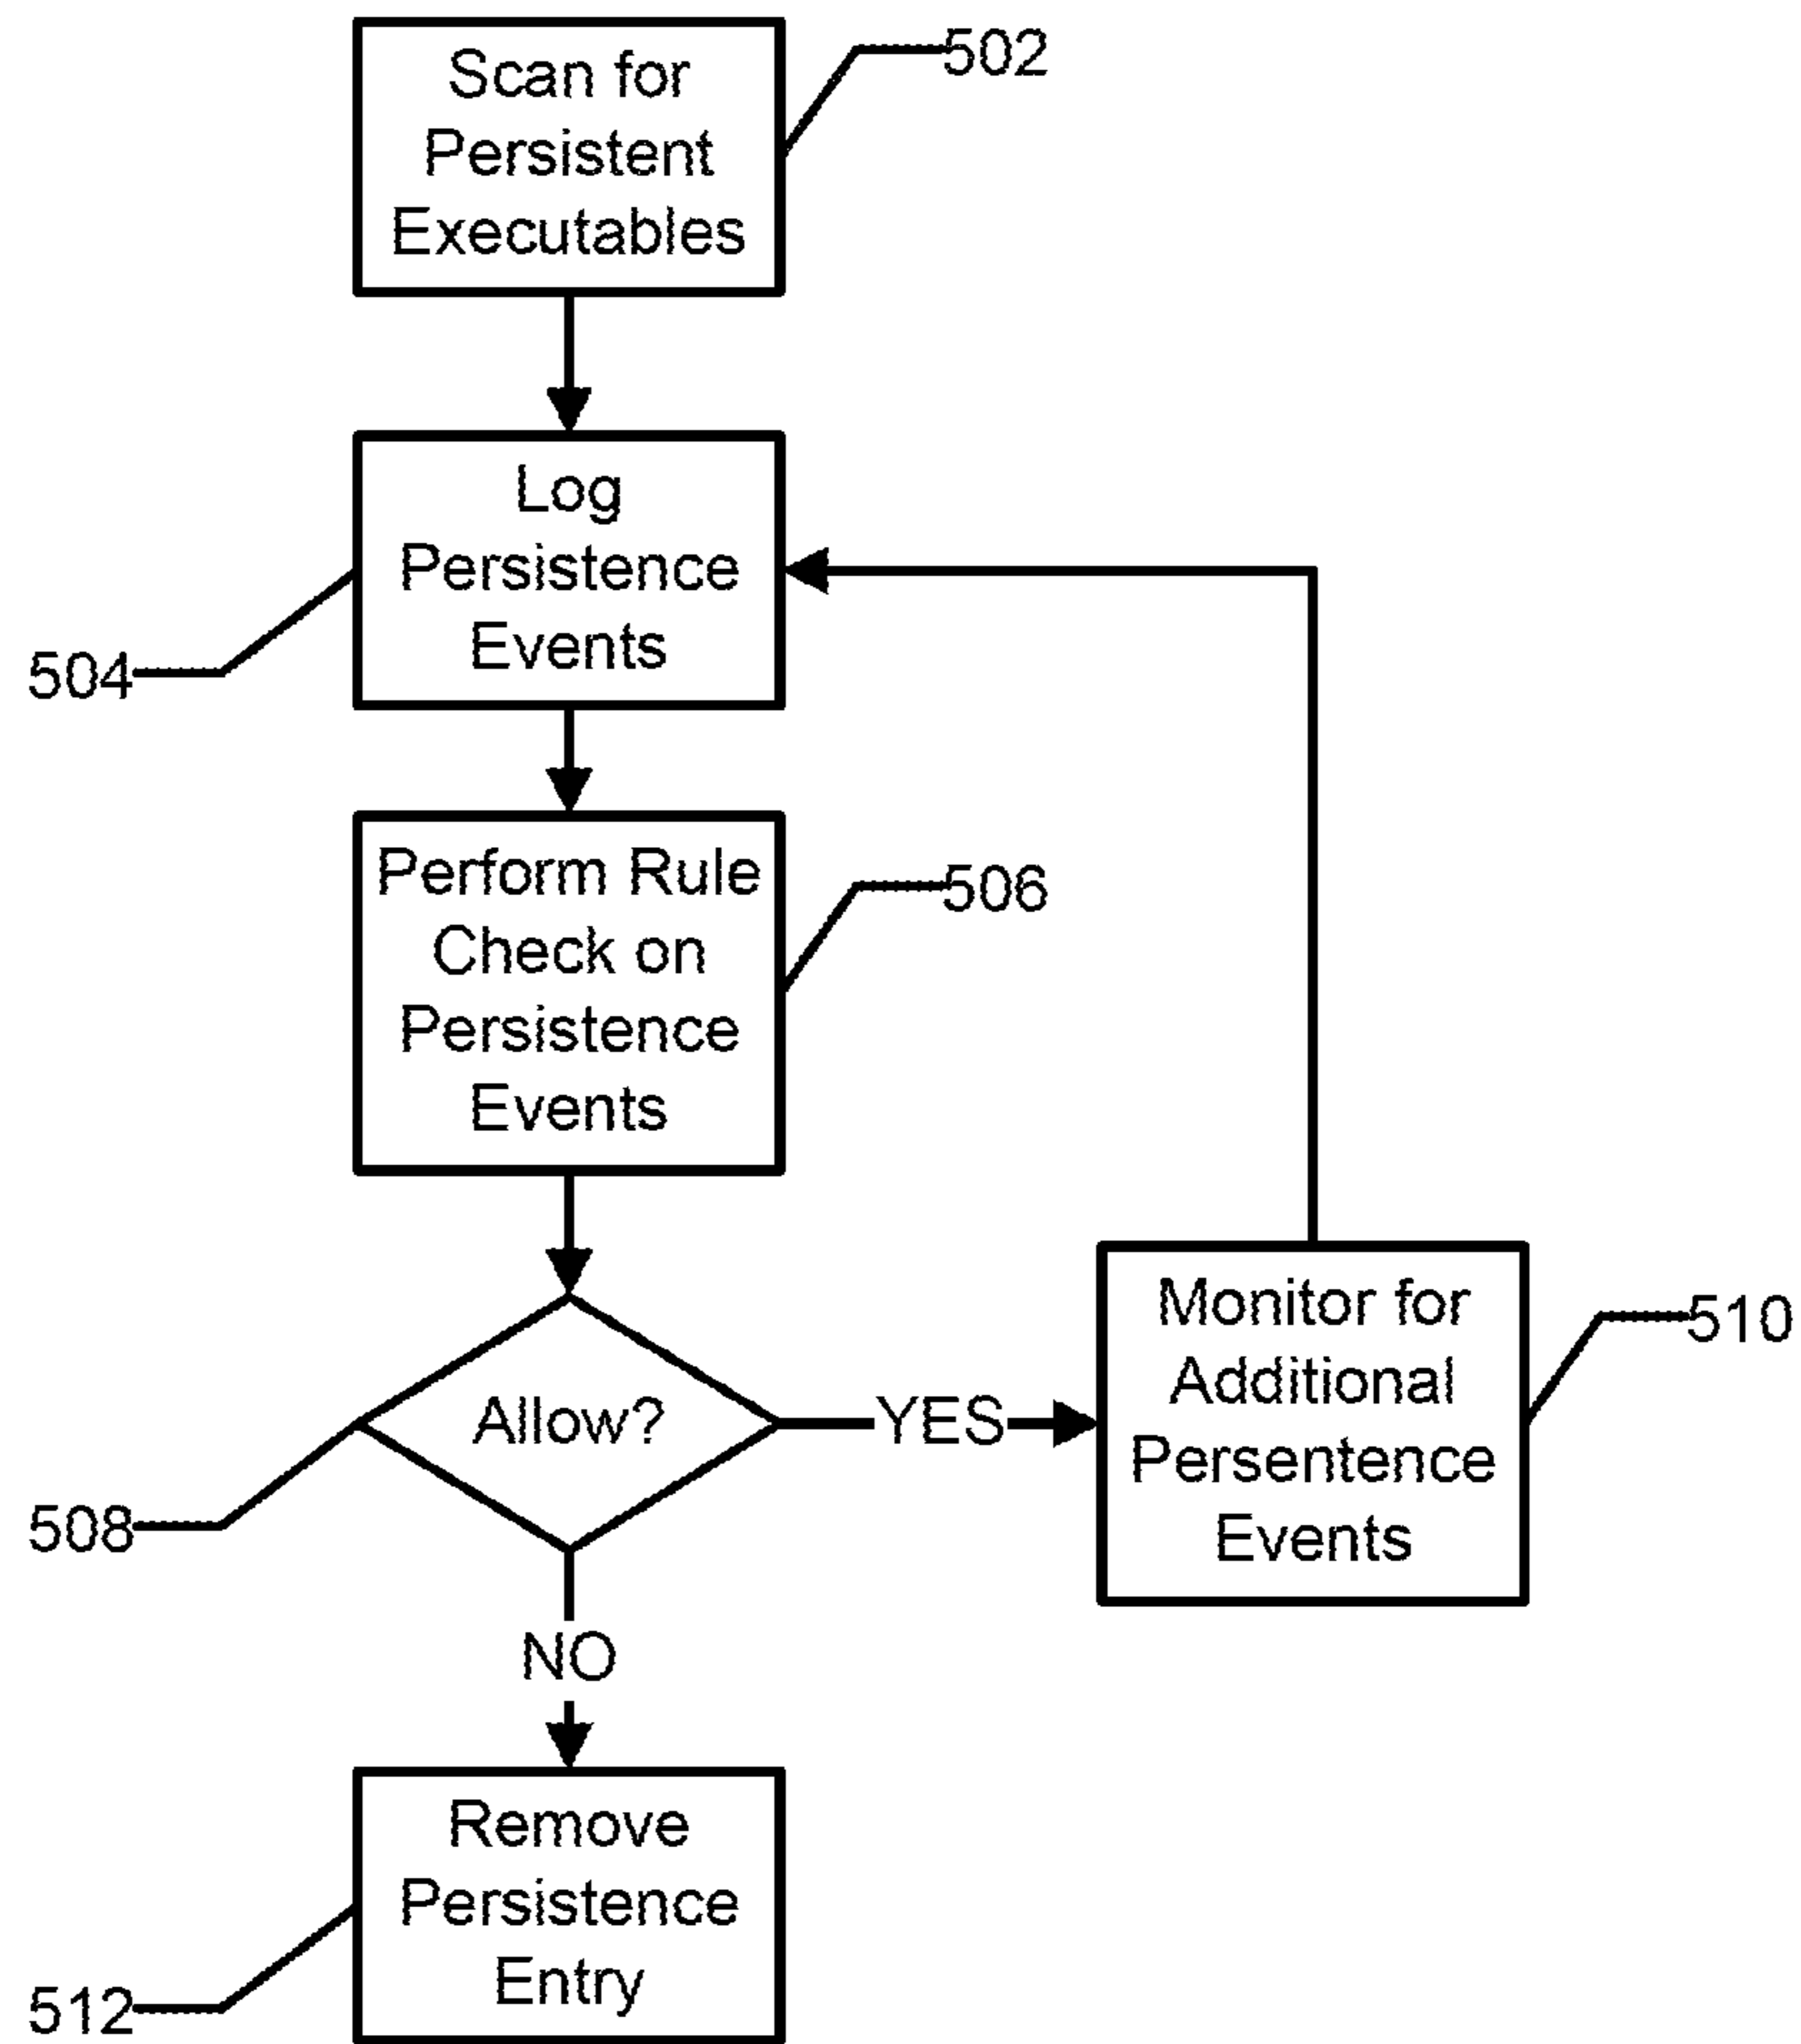 Scan for
Persistent
Executables
502
Log
Persistence
Events
504
Perform Rule
Check on
Persistence
Events
506
Allow?
508
YES
Monitor for
Additional
Persentence
Events
510
NO
Remove
Persistence
Entry
512